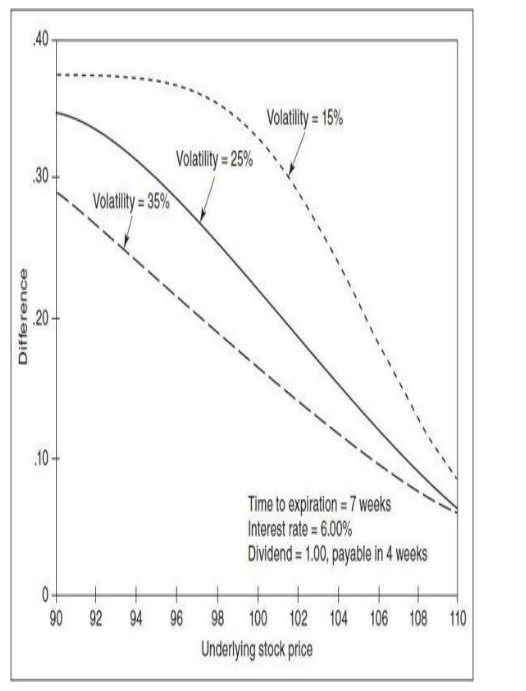 .40
Volatility = 15%
Volatility = 25%
.30
Volatility = 35%
Difference
.20
.10
Time to expiration = 7 weeks
Interest rate = 6.00%
Dividend = 1.00, payable in 4 weeks
0
90 92 94 96 98 100 102 104 106 108 110
Underlying stock price